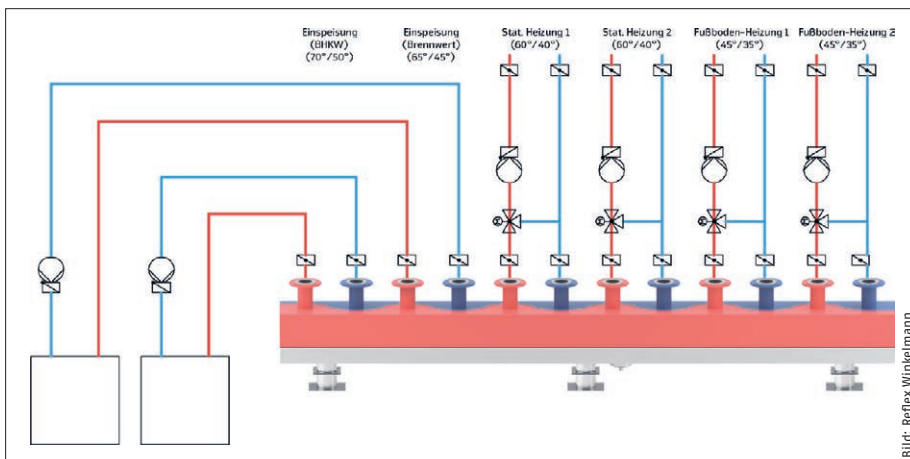 Einspeisung
(BHKW)
(70°/50°)
Einspeisung
(Brennwert)
(65°/45°)
Stat. Heizung 1
(60°/40°)
Stat. Heizung 2
(60°/40°)
Fußboden-Heizung 1
(45°/35°)
Fußboden-Heizung 2
(45°/35°)
Bild: Reflex Winkelmann